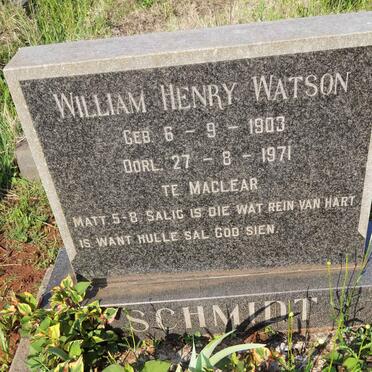 WILLIAM HENRY WATSON
GEB. 6 - 9 - 1903
OORL. 27 - 8 - 1971
TE MACLEAR
MATT 5-8 SALIG IS DIE WAT REIN VAN HART
IS WANT HULLE SAL GOD SIEN.
SCHMIDT